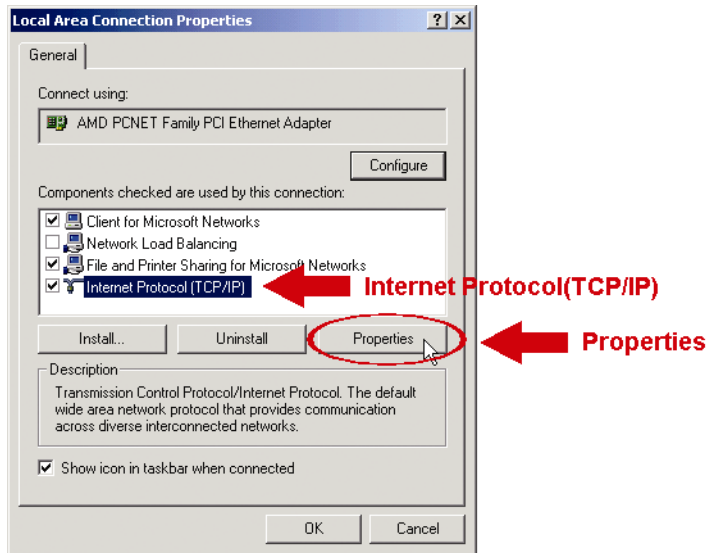 Local Area Connection Properties
General
Connect using:
AMD PCNET Family PCI Ethernet Adapter
Configure
Components checked are used by this connection:
Client for Microsoft Networks
Network Load Balancing
File and Printer Sharing for Microsoft Networks
Internet Protocol (TCP/IP)
Internet Protocol(TCP/IP)
Install...
Uninstall
Properties
Properties
Description
Transmission Control Protocol/Internet Protocol. The default
wide area network protocol that provides communication
across diverse interconnected networks.
Show icon in taskbar when connected
OK
Cancel